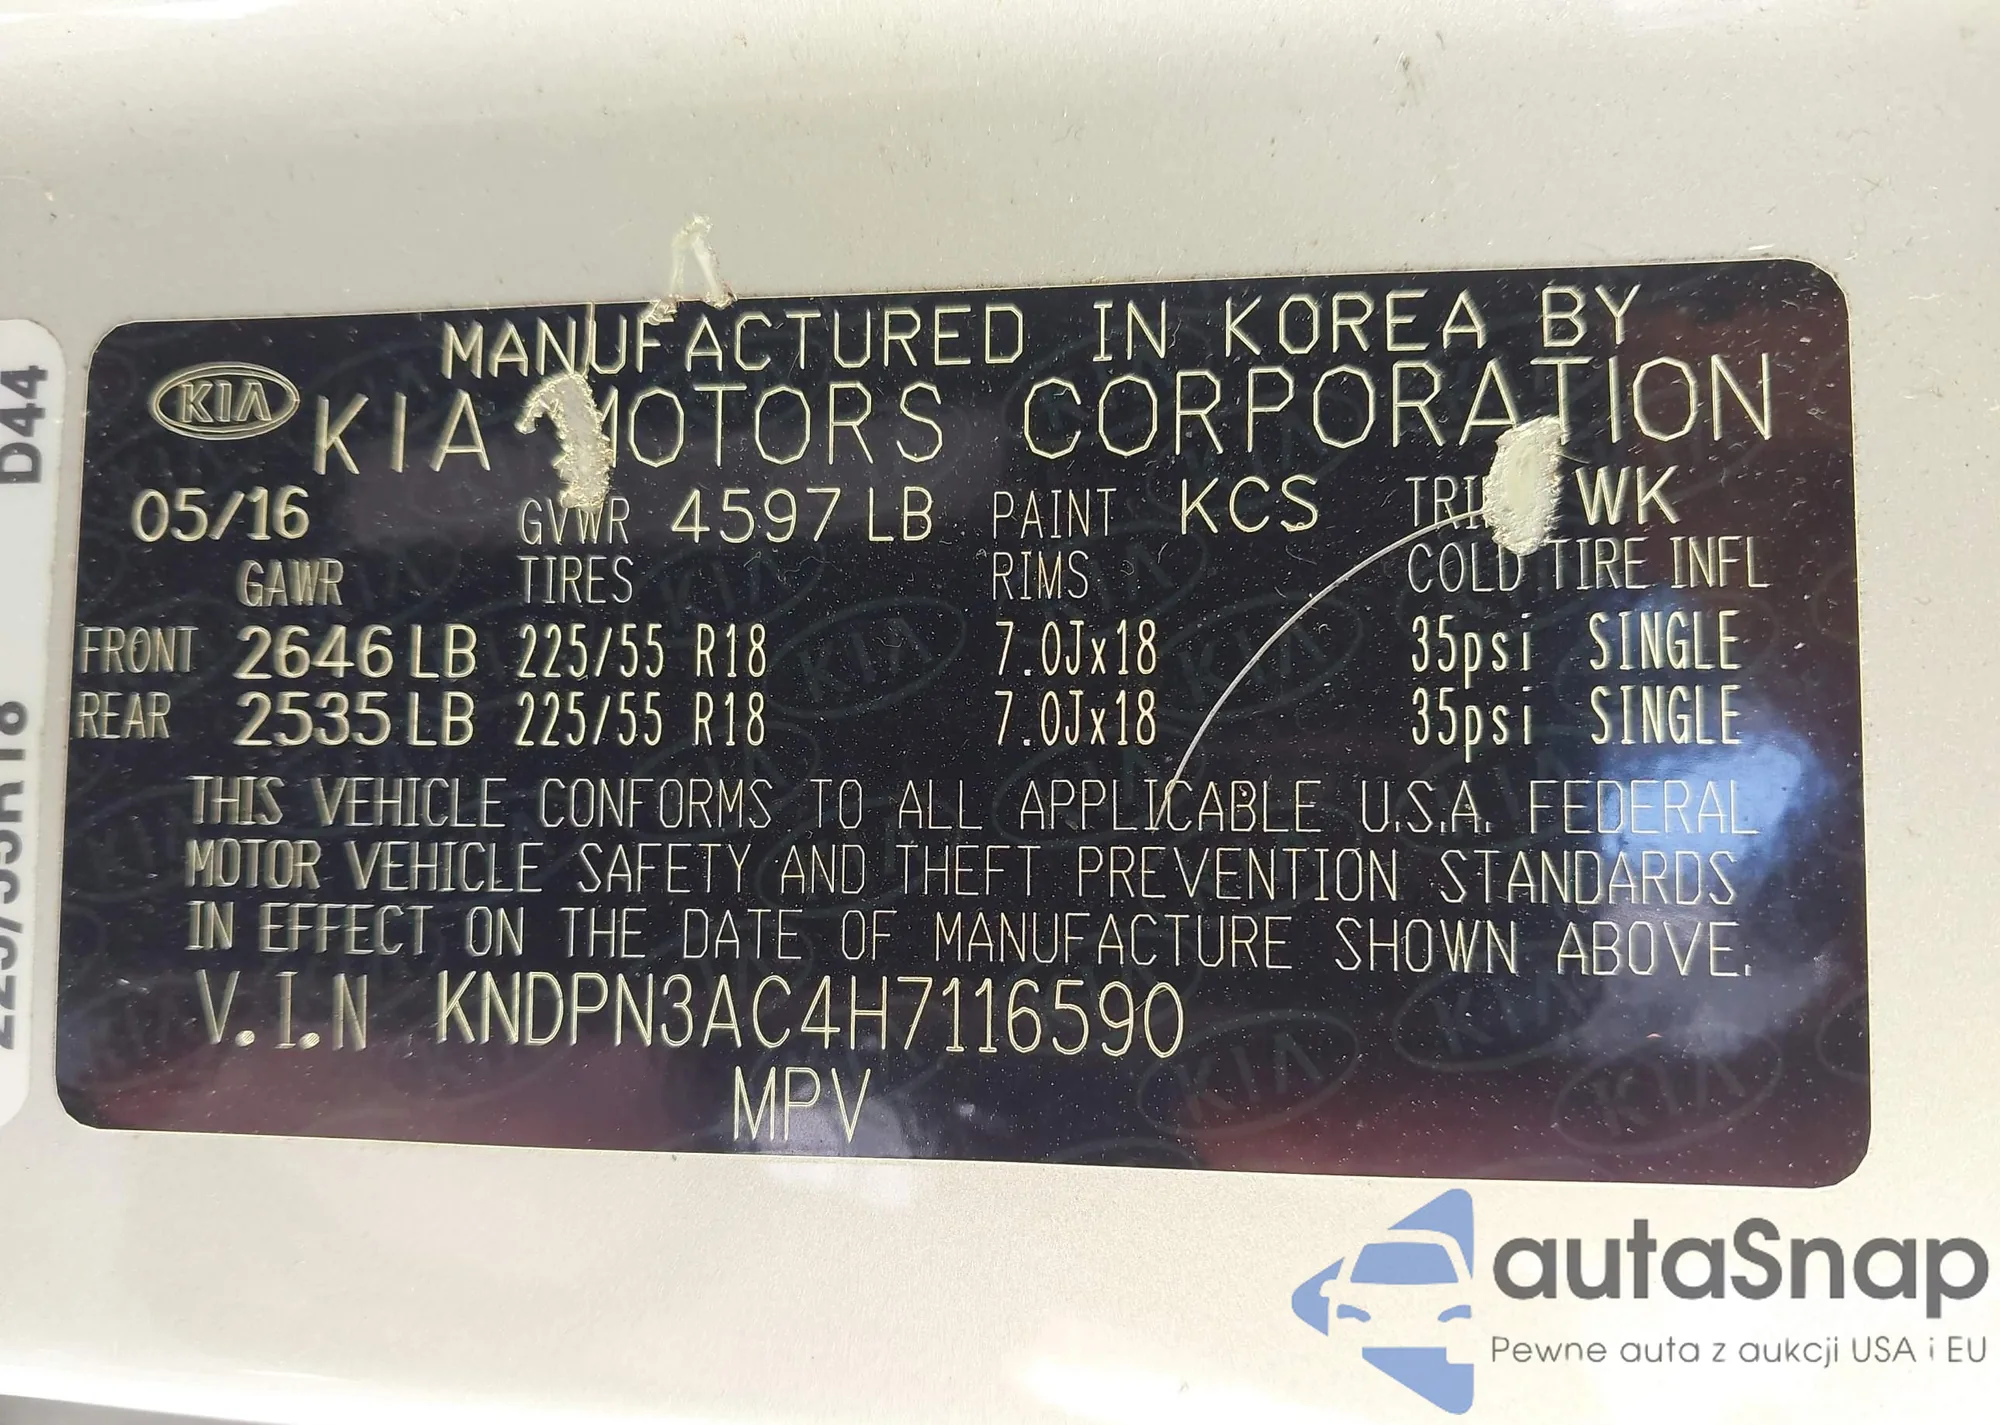 MANUFACTURED IN KOREA BY
KIA KIA MOTORS CORPORATION
05/16 GVWR 4597 LB PAINT KCS TRIM WK
GAWR TIRES RIMS COLD TIRE INFL
FRONT 2646 LB 225/55 R18 7.0Jx18 35psi SINGLE
REAR 2535 LB 225/55 R18 7.0Jx18 35psi SINGLE
THIS VEHICLE CONFORMS TO ALL APPLICABLE U.S.A. FEDERAL
MOTOR VEHICLE SAFETY AND THEFT PREVENTION STANDARDS
IN EFFECT ON THE DATE OF MANUFACTURE SHOWN ABOVE.
V.I.N KNDPN3AC4H7116590
MPV
D44
225/55R18
autaSnap
Pewne auta z aukcji USA i EU